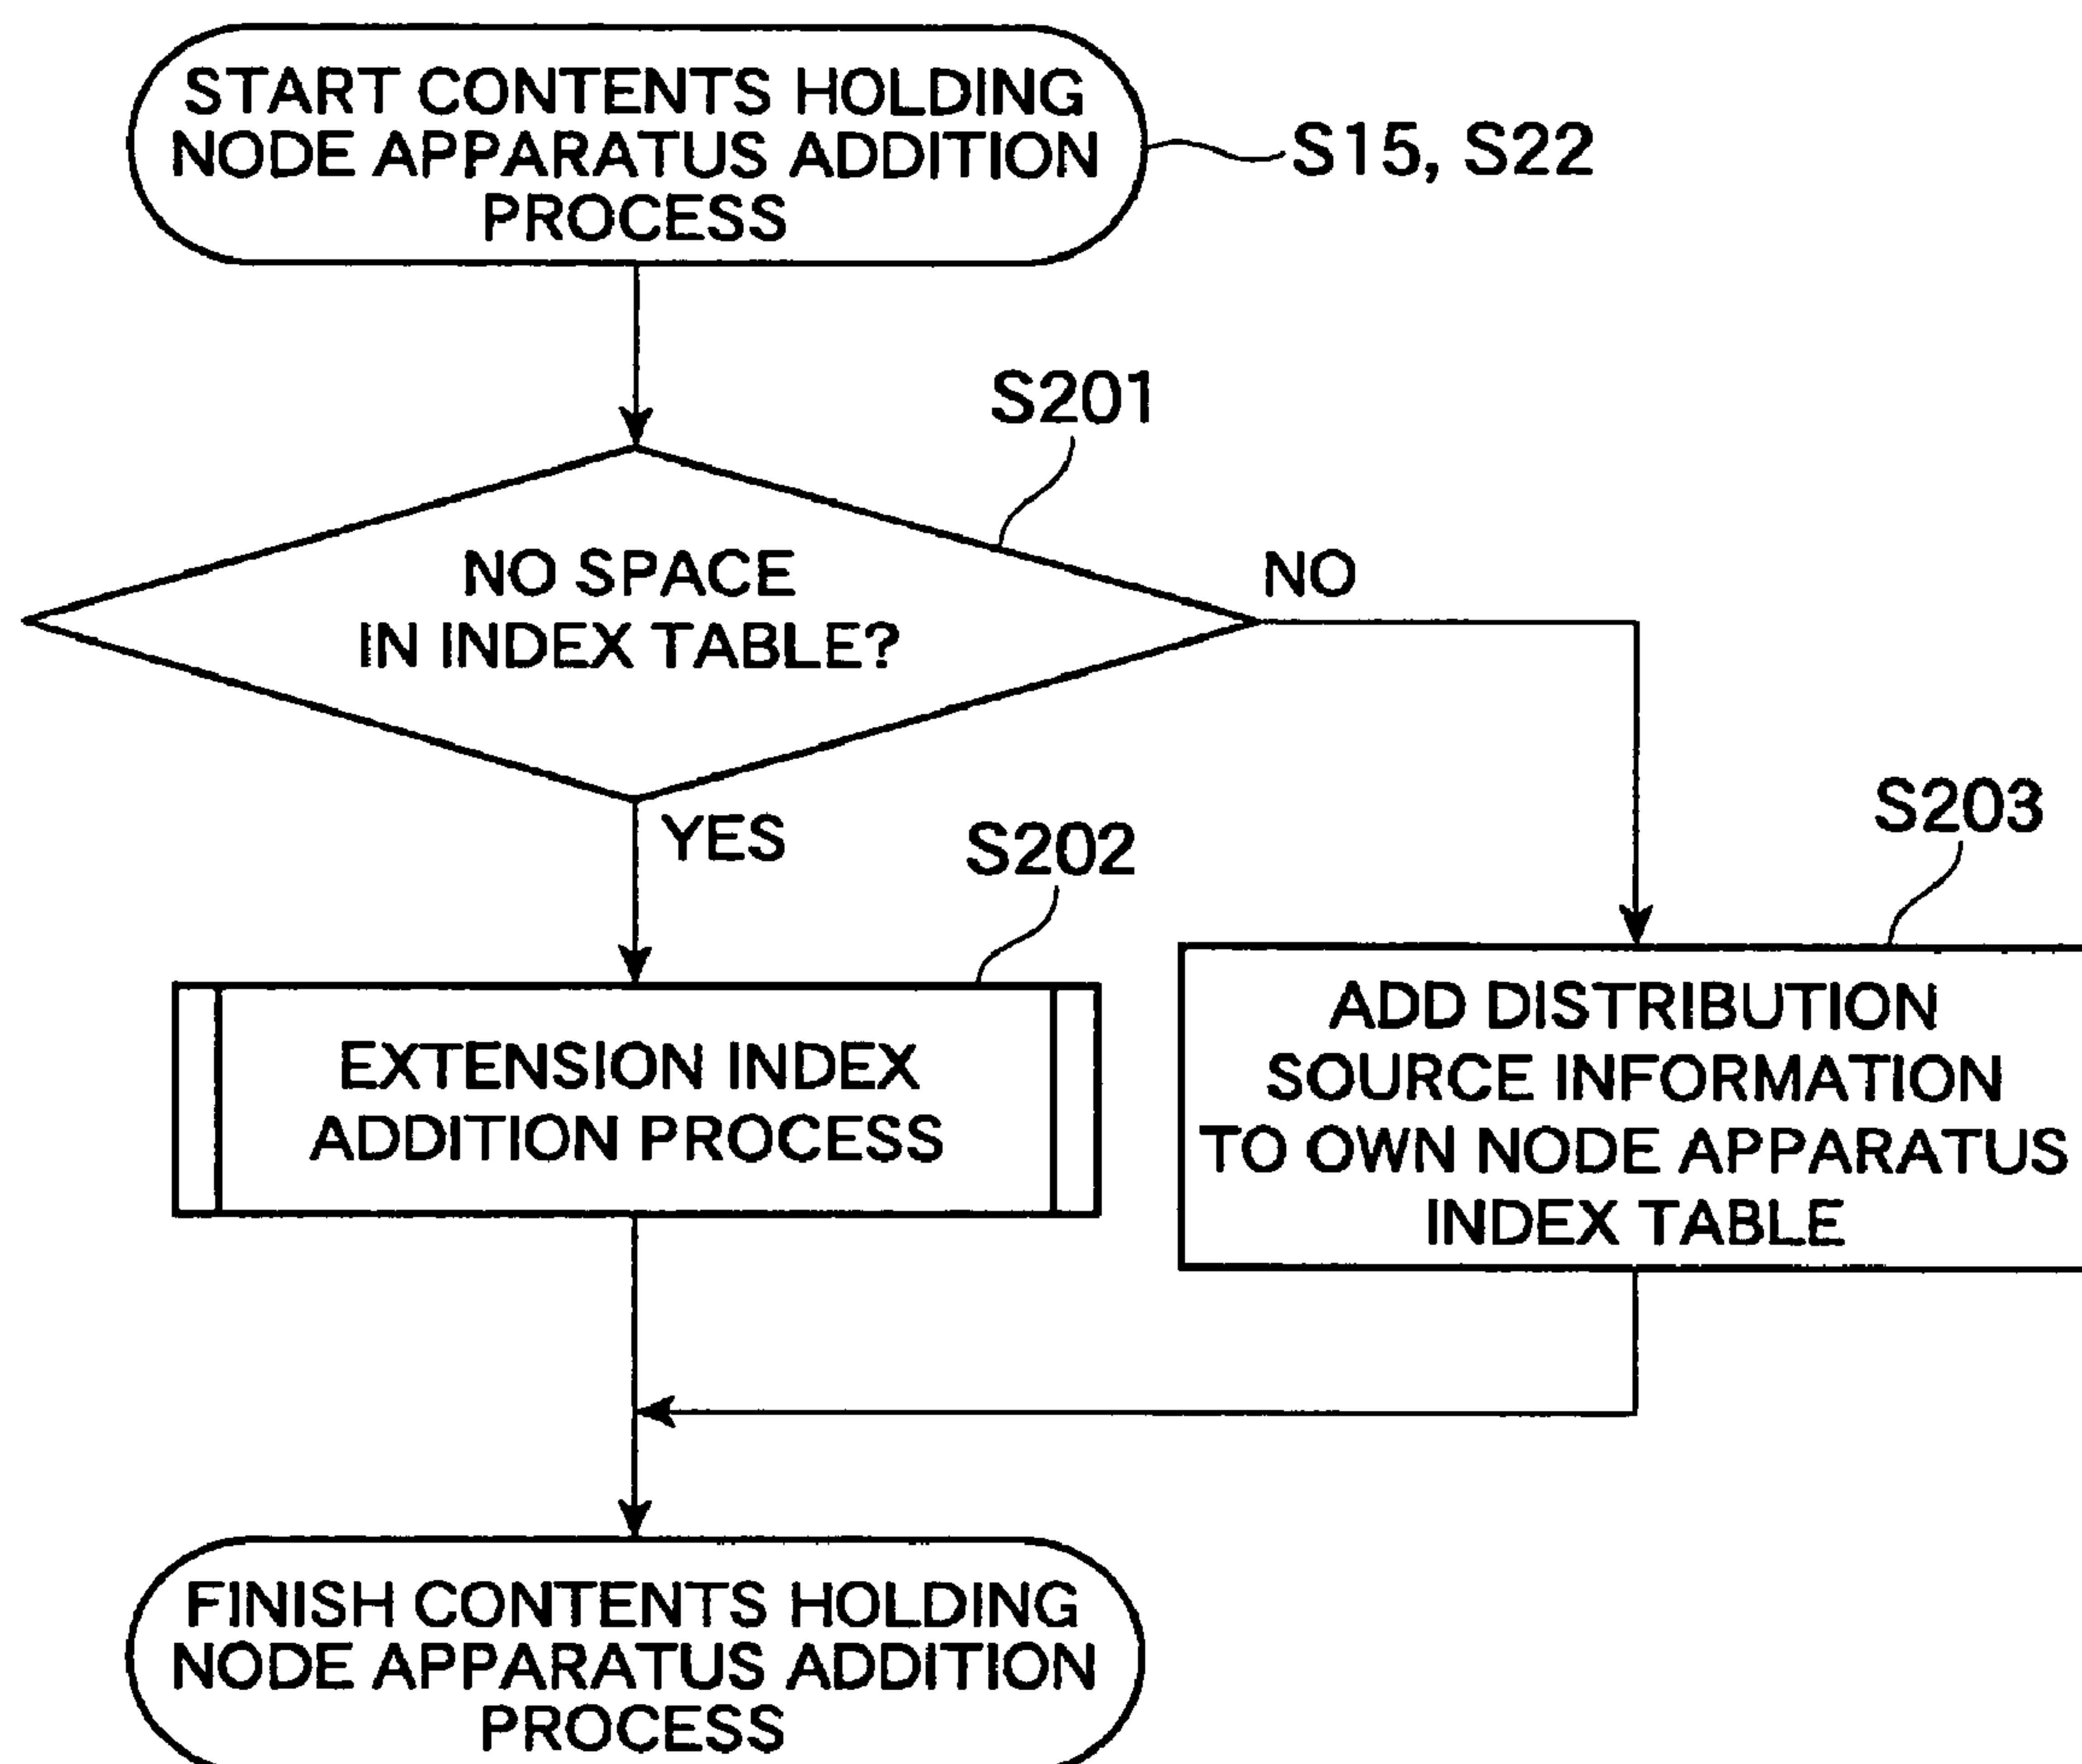 START CONTENTS HOLDING
NODE APPARATUS ADDITION
PROCESS
S15, S22
S201
NO SPACE
IN INDEX TABLE?
NO
YES
S202
S203
EXTENSION INDEX
ADDITION PROCESS
ADD DISTRIBUTION
SOURCE INFORMATION
TO OWN NODE APPARATUS
INDEX TABLE
FINISH CONTENTS HOLDING
NODE APPARATUS ADDITION
PROCESS